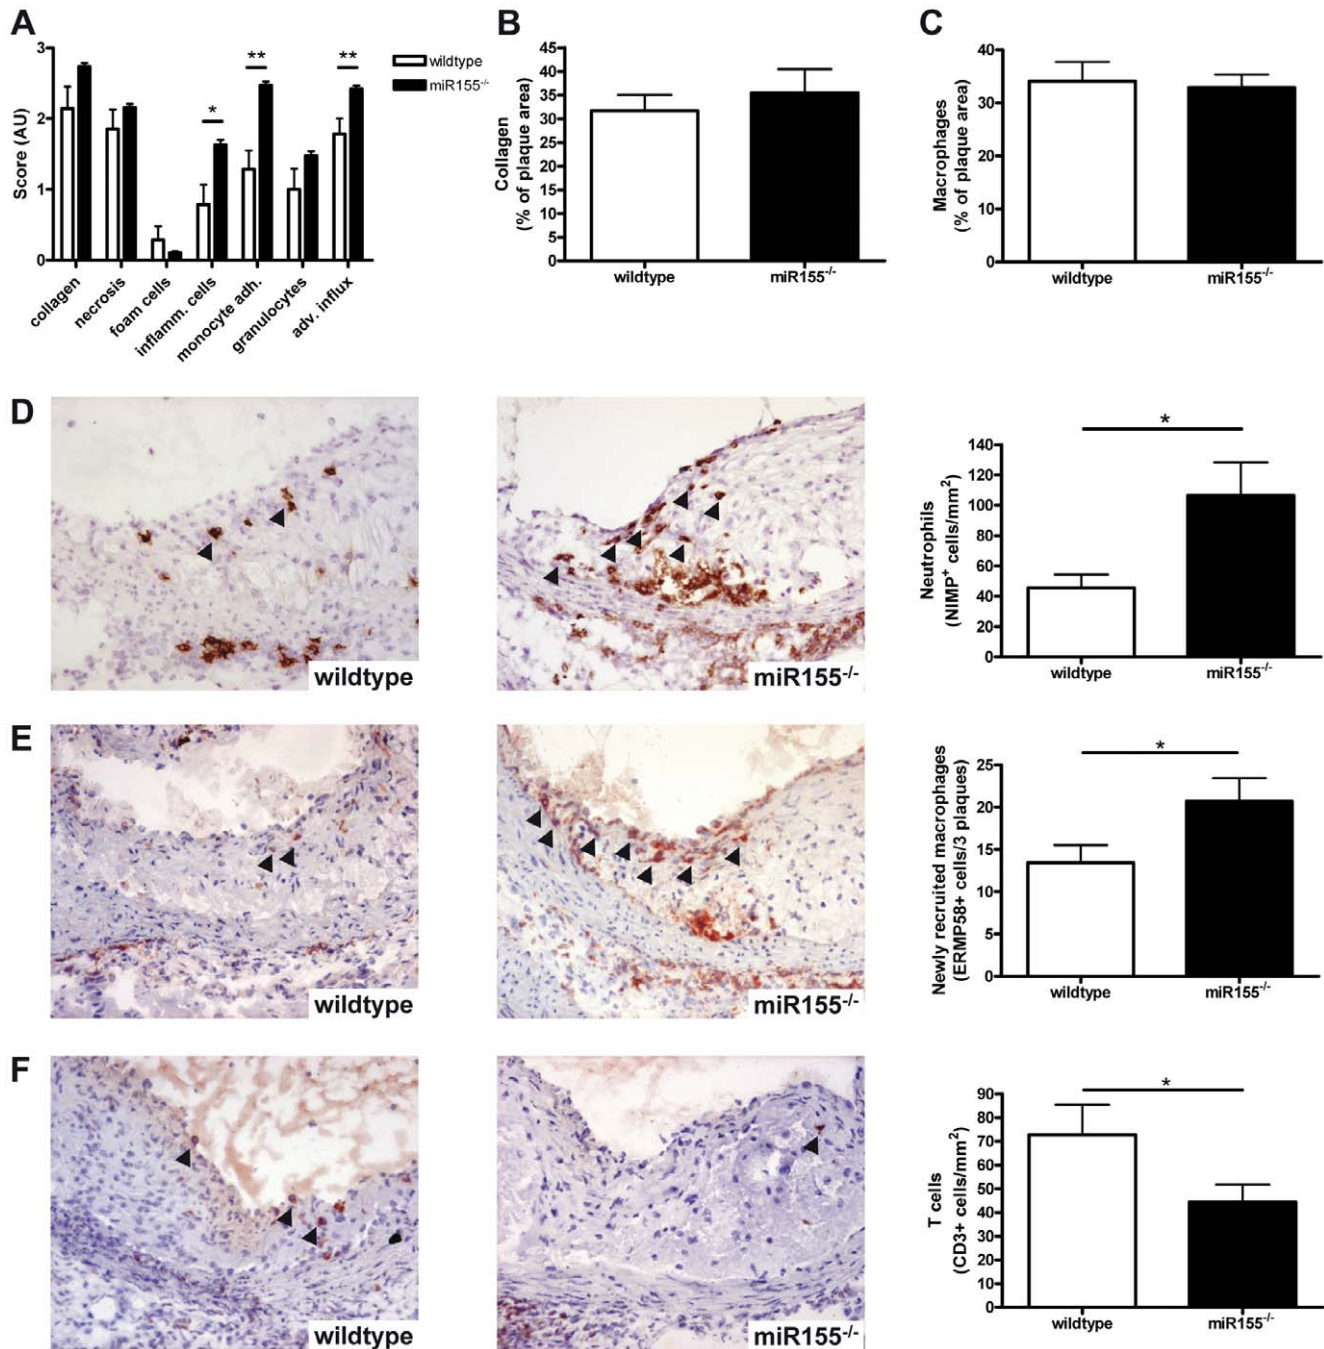 A
3
2
1
0
Score (AU)
collagen
necrosis
foam cells
inflamm. cells
monocyte adh.
granulocytes
adv. influx
*
**
**
wildtype
miR155-/-
B
45
40
35
30
25
20
15
10
5
0
Collagen
(% of plaque area)
wildtype
miR155-/-
C
40
30
20
10
0
Macrophages
(% of plaque area)
wildtype
miR155-/-
D
wildtype
miR155-/-
*
140
120
100
80
60
40
20
0
Neutrophils
(NIMP+ cells/mm2)
wildtype
miR155-/-
E
wildtype
miR155-/-
*
25
20
15
10
5
0
Newly recruited macrophages
(ERMP58+ cells/3 plaques)
wildtype
miR155-/-
F
wildtype
miR155-/-
*
90
80
70
60
50
40
30
20
10
0
T cells
(CD3+ cells/mm2)
wildtype
miR155-/-